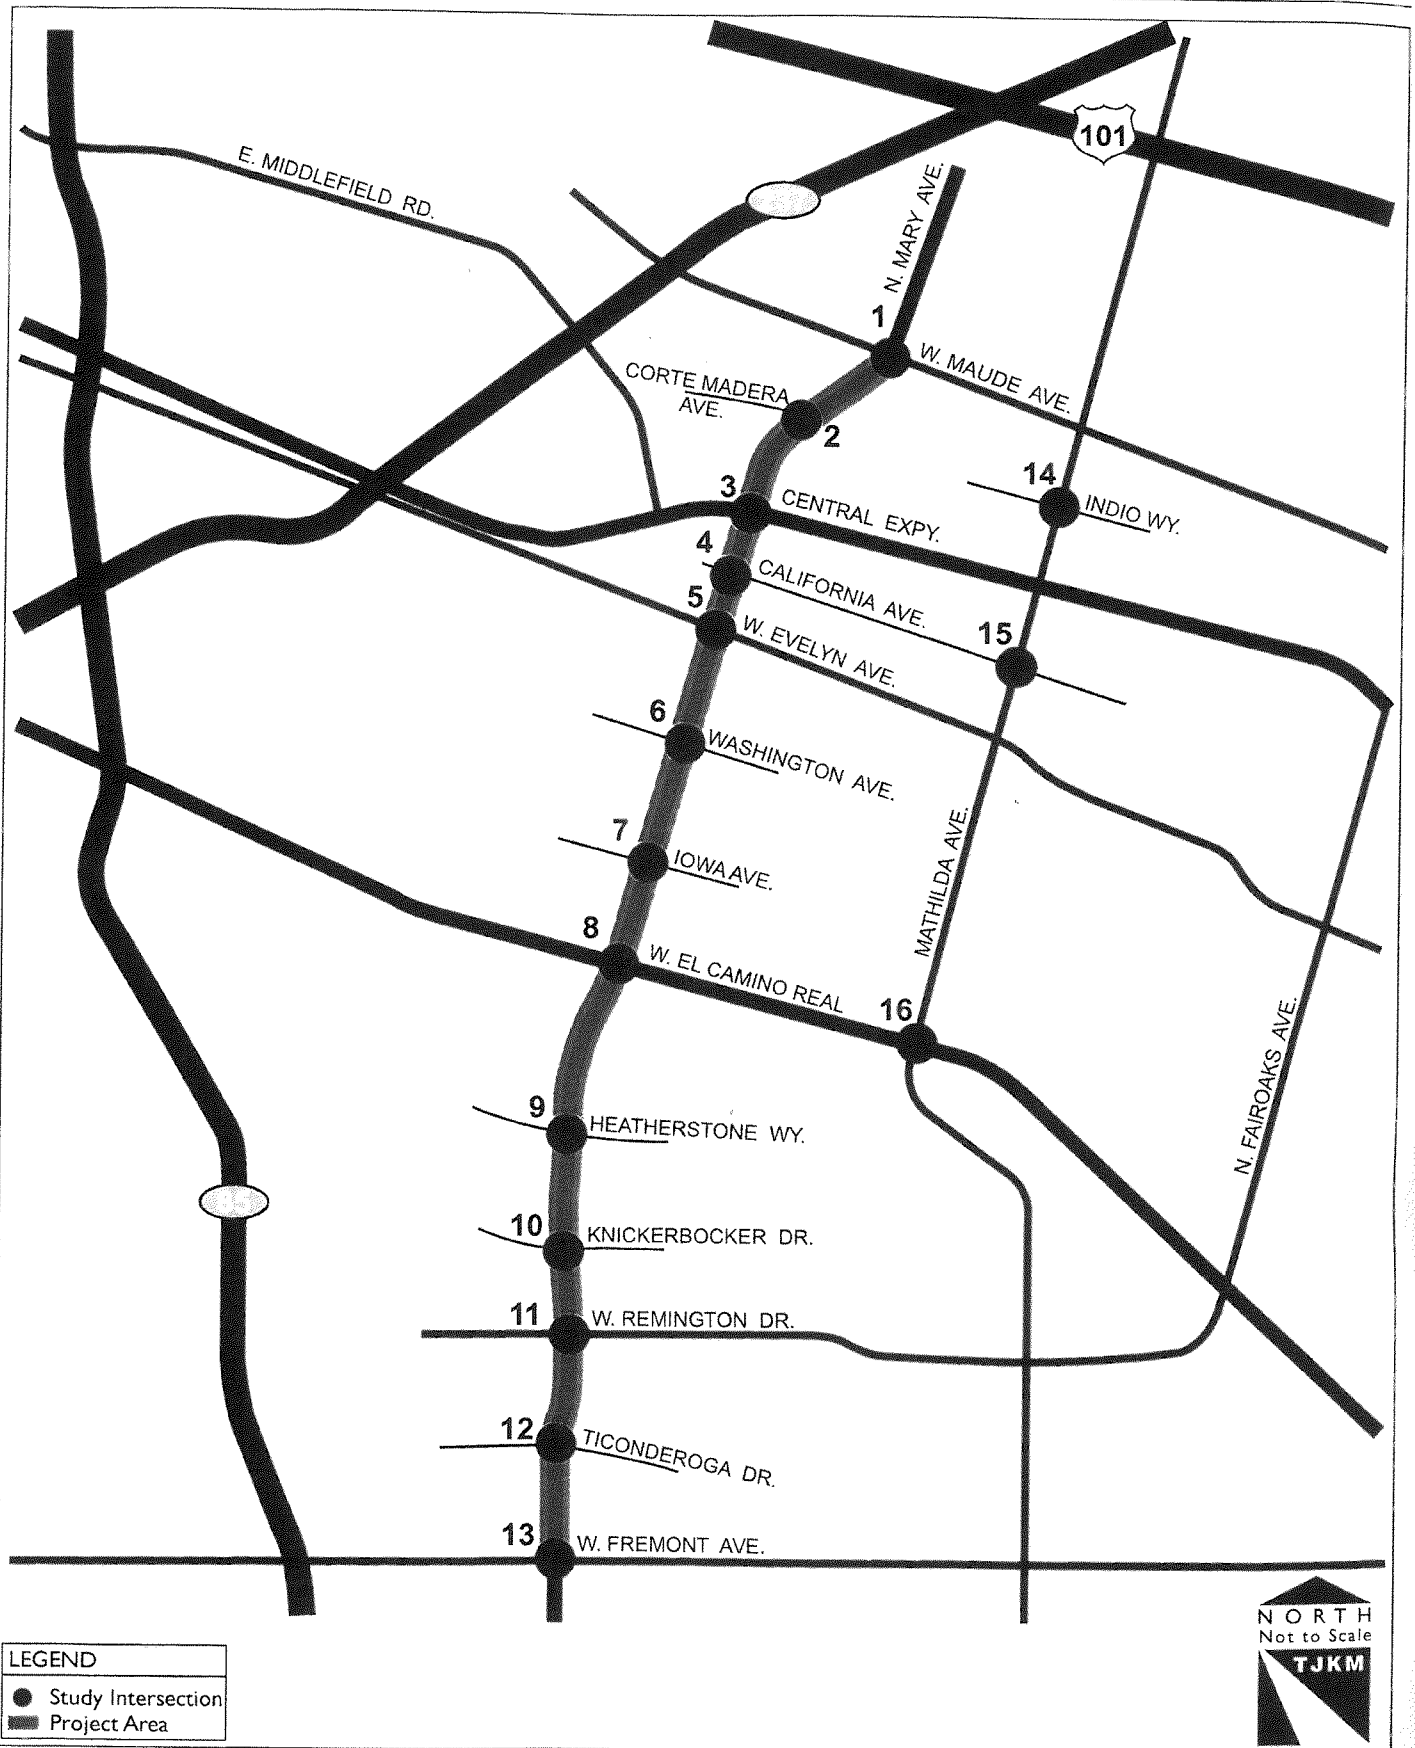 101
E. MIDDLEFIELD RD.
N. MARY AVE.
1
W. MAUDE AVE.
CORTE MADERA
AVE.
2
3
CENTRAL EXPY.
14
INDIO WY.
4
CALIFORNIA AVE.
5
W. EVELYN AVE.
15
6
WASHINGTON AVE.
7
IOWA AVE.
MATHILDA AVE.
8
W. EL CAMINO REAL
16
N. FAIROAKS AVE.
9
HEATHERSTONE WY.
10
KNICKERBOCKER DR.
11
W. REMINGTON DR.
12
TICONDEROGA DR.
13
W. FREMONT AVE.
NORTH
Not to Scale
TJKM
LEGEND
Study Intersection
Project Area